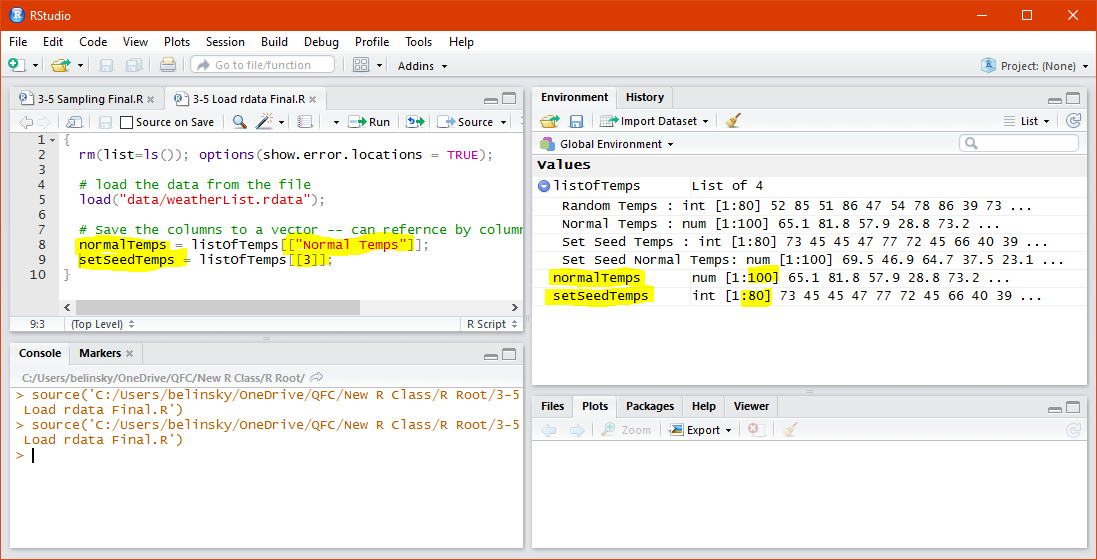 RStudio
File Edit Code View Plots Session Build Debug Profile Tools Help
Go to file/function Addins Project: (None)
3-5 Sampling Final.R 3-5 Load rdata Final.R
Source on Save Run Source
1 {
2 rm(list=ls()); options(show.error.locations = TRUE);
3
4 # load the data from the file
5 load("data/weatherList.rdata");
6
7 # Save the columns to a vector -- can refernce by column
8 normalTemps = listOfTemps[["Normal Temps"]];
9 setSeedTemps = listOfTemps[[3]];
10 }
9:3 (Top Level) R Script
Console Markers
C:/Users/belinsky/OneDrive/QFC/New R Class/R Root/
> source('C:/Users/belinsky/OneDrive/QFC/New R Class/R Root/3-5
Load rdata Final.R')
> source('C:/Users/belinsky/OneDrive/QFC/New R Class/R Root/3-5
Load rdata Final.R')
>
Environment History
Import Dataset List
Global Environment
Values
listOfTemps List of 4
Random Temps : int [1:80] 52 85 51 86 47 54 78 86 39 73 ...
Normal Temps : num [1:100] 65.1 81.8 57.9 28.8 73.2 ...
Set Seed Temps : int [1:80] 73 45 45 47 77 72 45 66 40 39 ...
Set Seed Normal Temps: num [1:100] 69.5 46.9 64.7 37.5 23.1 ...
normalTemps num [1:100] 65.1 81.8 57.9 28.8 73.2 ...
setSeedTemps int [1:80] 73 45 45 47 77 72 45 66 40 39 ...
Files Plots Packages Help Viewer
Zoom Export